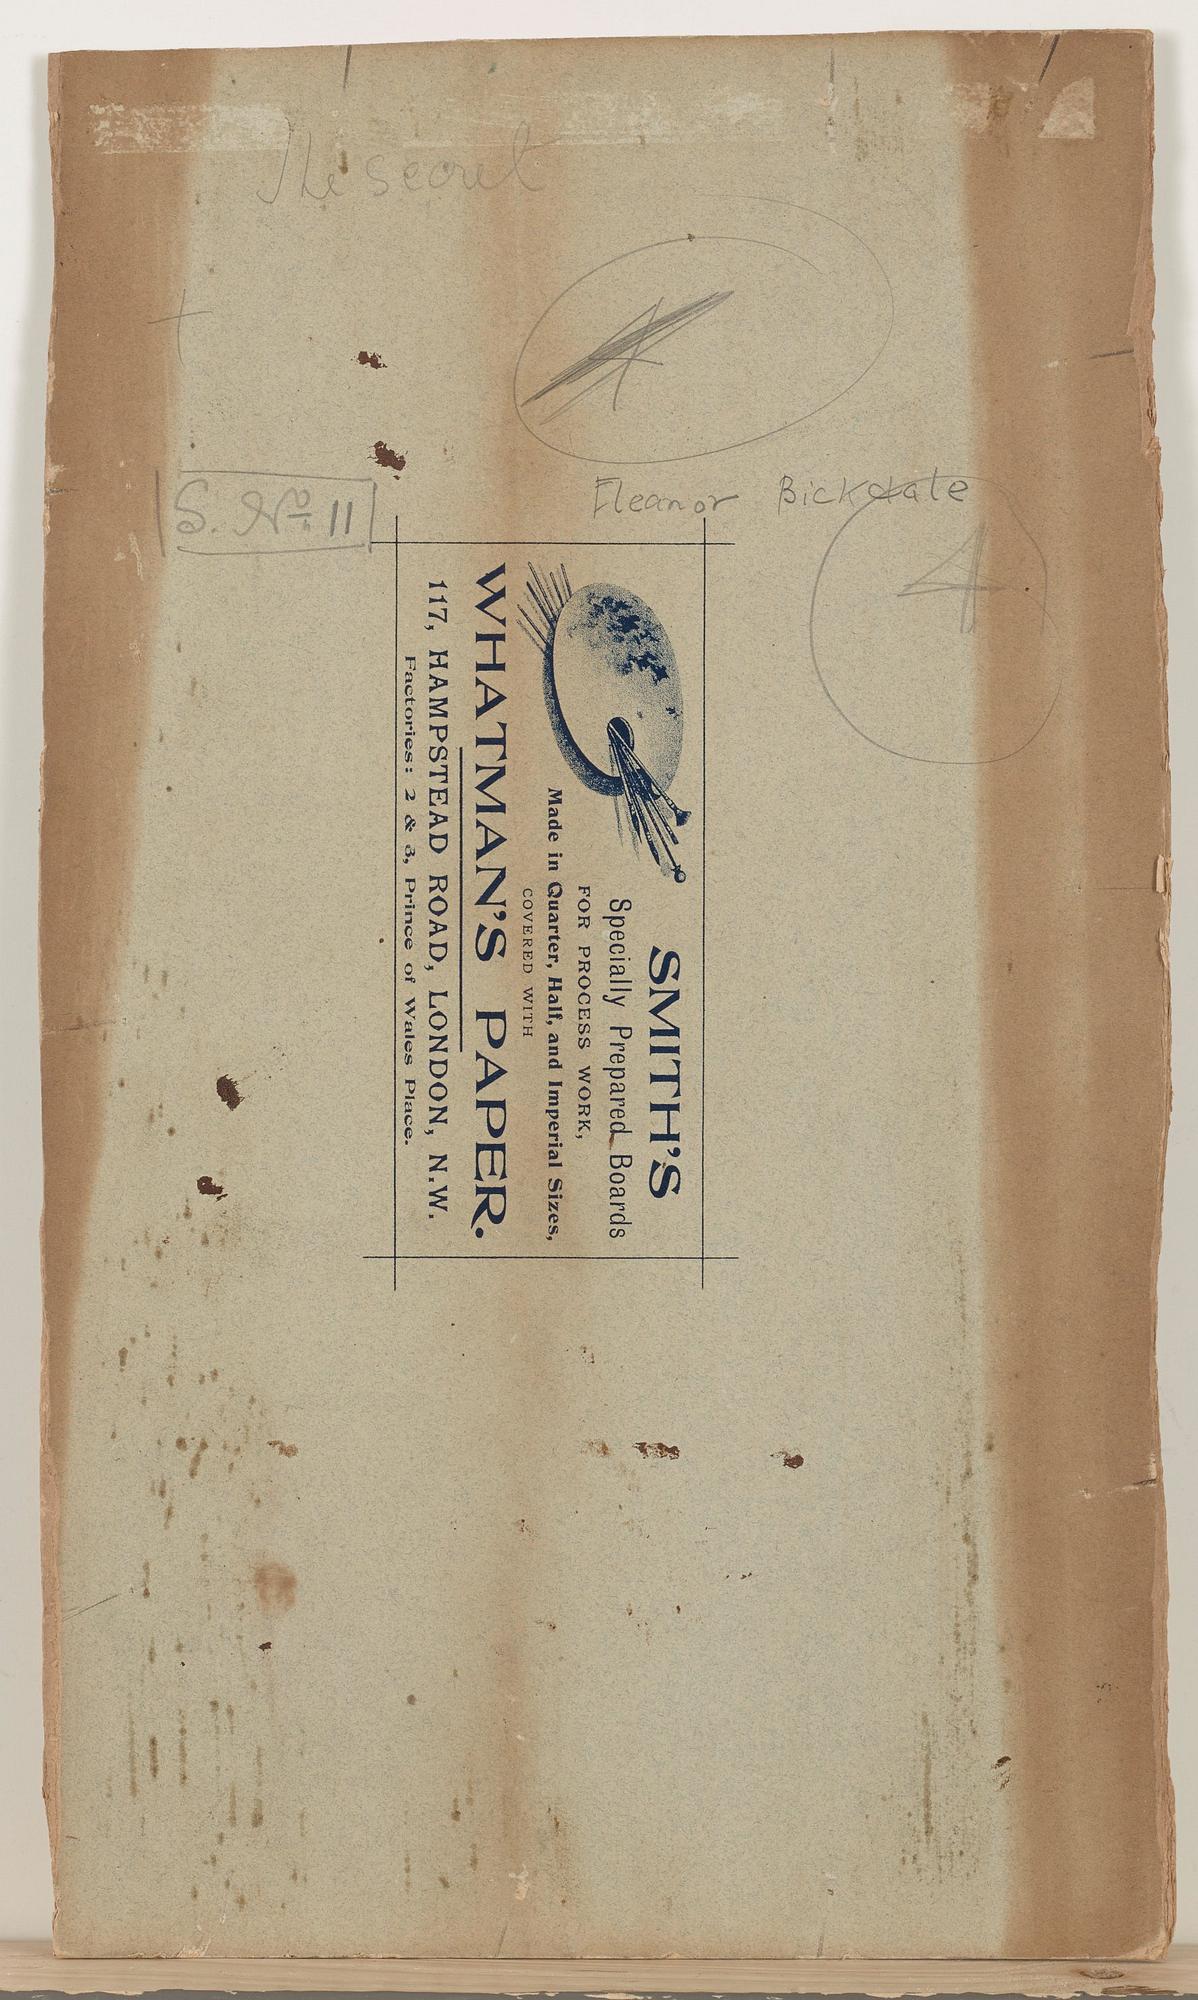 The secret
4
Eleanor Bickdale
4
S. No 11
SMITH'S
Specially Prepared Boards
FOR PROCESS WORK,
Made in Quarter, Half, and Imperial Sizes,
COVERED WITH
WHATMAN'S PAPER.
117, HAMPSTEAD ROAD, LONDON, N.W.
Factories: 2 & 3, Prince of Wales Place.